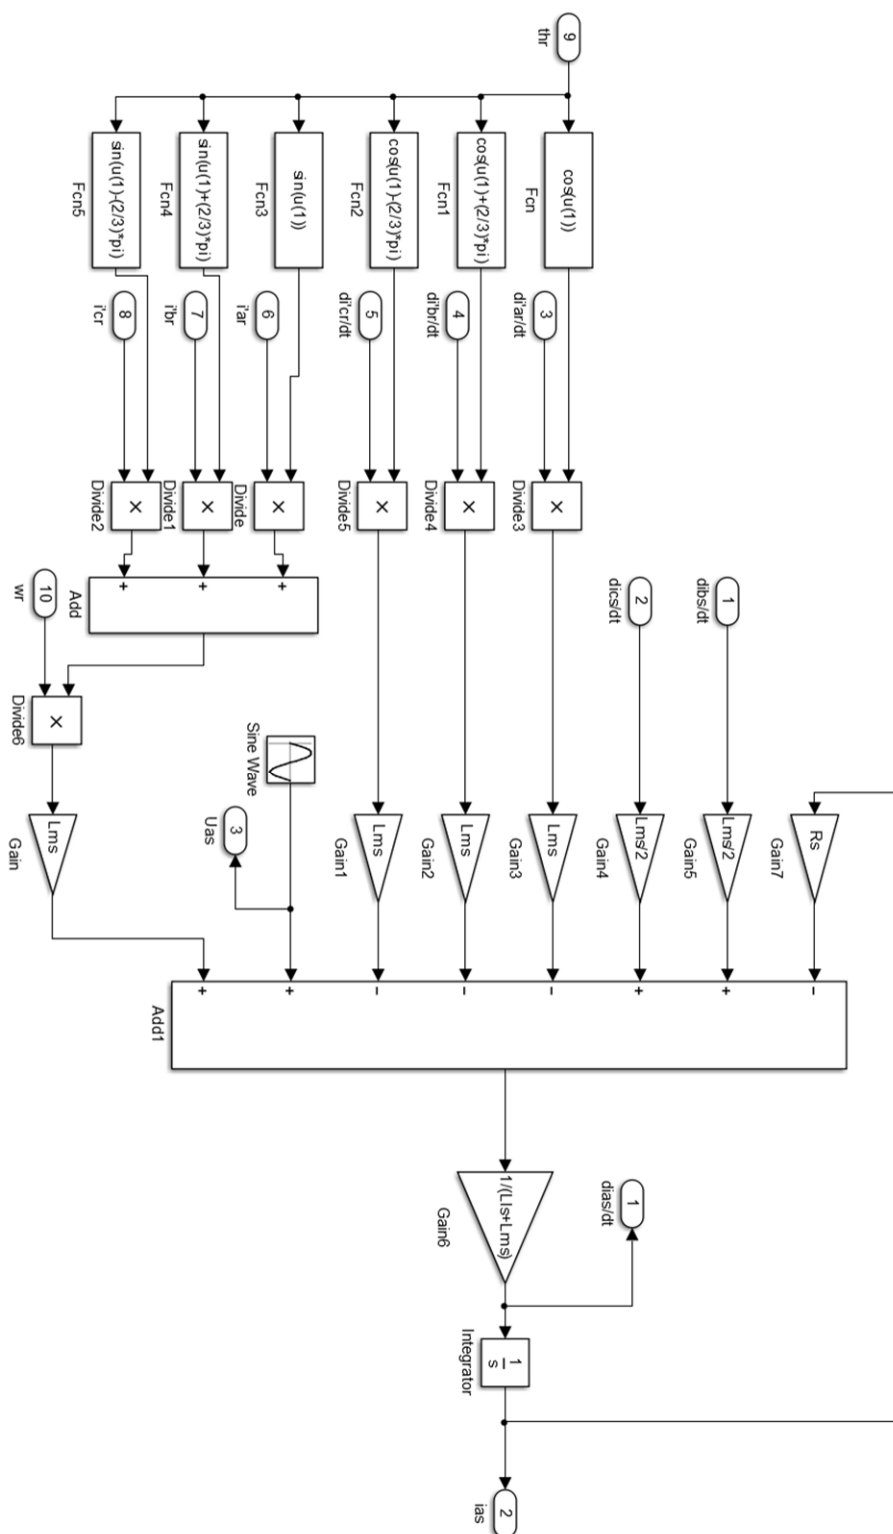 Rs
Gain7
−
1
dibs/dt
Lms/2
Gain5
+
2
dics/dt
Lms/2
Gain4
+
1
dias/dt
9
thr
cos(u(1))
Fcn
3
di'ar/dt
×
Divide3
Lms
Gain3
−
cos(u(1)+(2/3)*pi)
Fcn1
4
di'br/dt
×
Divide4
Lms
Gain2
−
1/(Lls+Lms)
Gain6
1
s
Integrator
2
ias
cos(u(1)-(2/3)*pi)
Fcn2
5
di'cr/dt
×
Divide5
Lms
Gain1
−
sin(u(1))
Fcn3
6
i'ar
×
Divide
+
Sine Wave
+
3
Uas
sin(u(1)+(2/3)*pi)
Fcn4
7
i'br
×
Divide1
+
+
Add1
sin(u(1)-(2/3)*pi)
Fcn5
8
i'cr
×
Divide2
+
Add
10
wr
×
Divide6
Lms
Gain